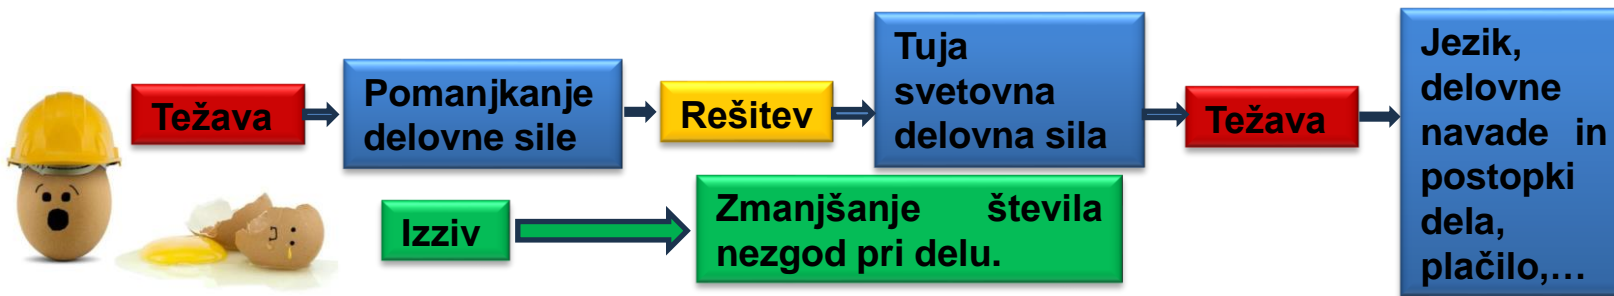 Težava
Pomanjkanje
delovne sile
Rešitev
Tuja
svetovna
delovna sila
Težava
Jezik,
delovne
navade in
postopki
dela,
plačilo,...
Izziv
Zmanjšanje števila
nezgod pri delu.